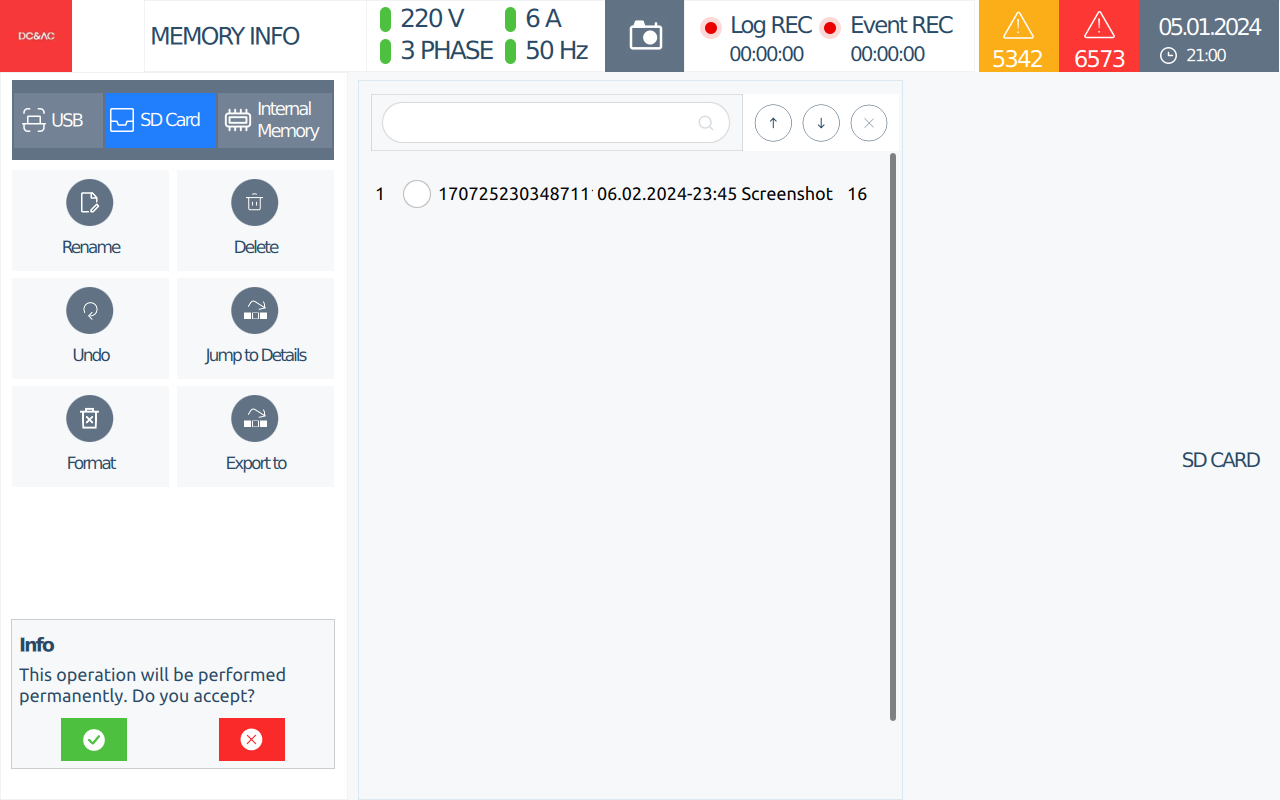 DC&AC
MEMORY INFO
220 V
6 A
3 PHASE
50 Hz
Log REC
00:00:00
Event REC
00:00:00
5342
6573
05.01.2024
21:00
USB
SD Card
Internal
Memory
Rename
Delete
Undo
Jump to Details
Format
Export to
1
170725230348711
06.02.2024-23:45
Screenshot
16
SD CARD
Info
This operation will be performed
permanently. Do you accept?